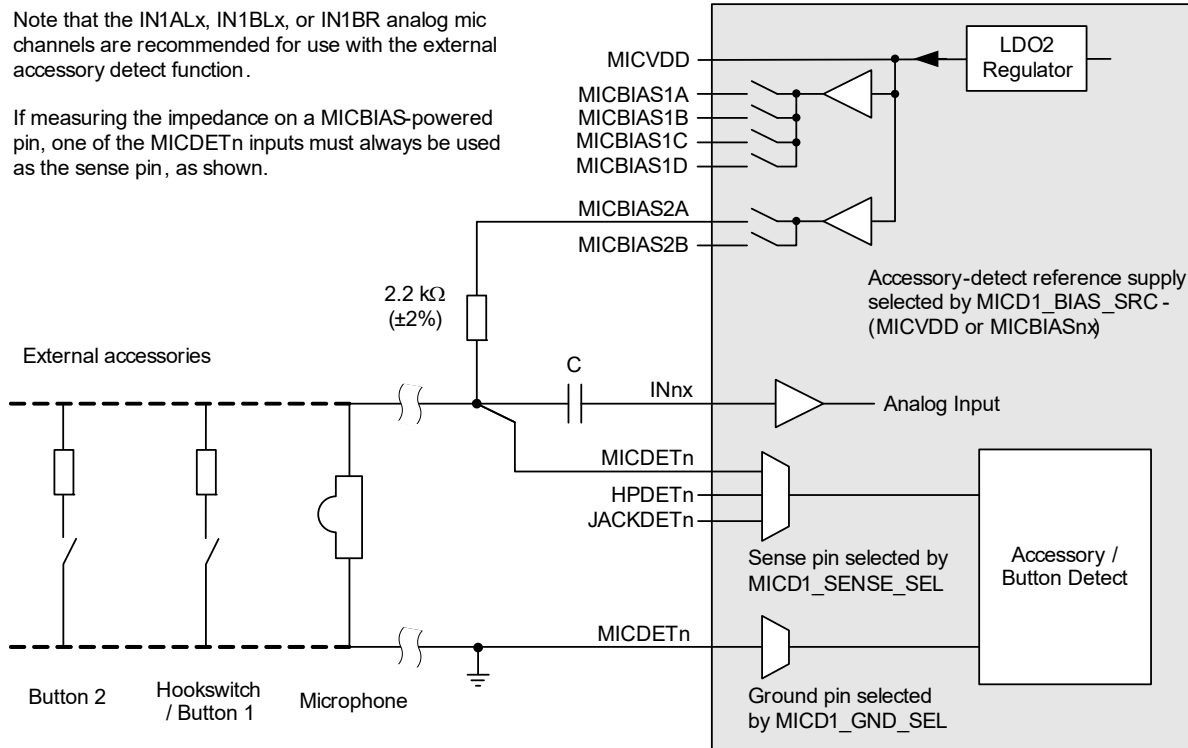 Note that the IN1ALx, IN1BLx, or IN1BR analog mic
channels are recommended for use with the external
accessory detect function.
If measuring the impedance on a MICBIAS-powered
pin, one of the MICDETn inputs must always be used
as the sense pin, as shown.
LDO2
Regulator
MICVDD
MICBIAS1A
MICBIAS1B
MICBIAS1C
MICBIAS1D
MICBIAS2A
MICBIAS2B
Accessory-detect reference supply
selected by MICD1_BIAS_SRC -
(MICVDD or MICBIASnx)
2.2 kΩ
(±2%)
External accessories
C
INnx
Analog Input
MICDETn
HPDETn
JACKDETn
Sense pin selected by
MICD1_SENSE_SEL
Accessory /
Button Detect
MICDETn
Ground pin selected
by MICD1_GND_SEL
Button 2
Hookswitch
/ Button 1
Microphone